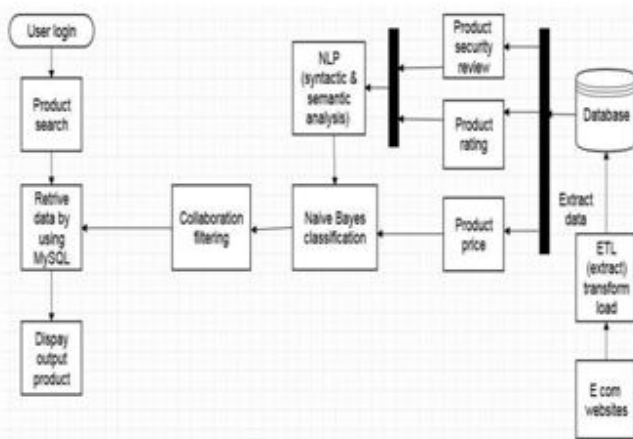 User login
Product
search
Retrive
data by
using
MySQL
Dispay
output
product
Collaboration
filtering
NLP
(syntactic &
semantic
analysis)
Naive Bayes
classification
Product
security
review
Product
rating
Product
price
Database
Extract
data
ETL
(extract)
transform
load
E com
websites